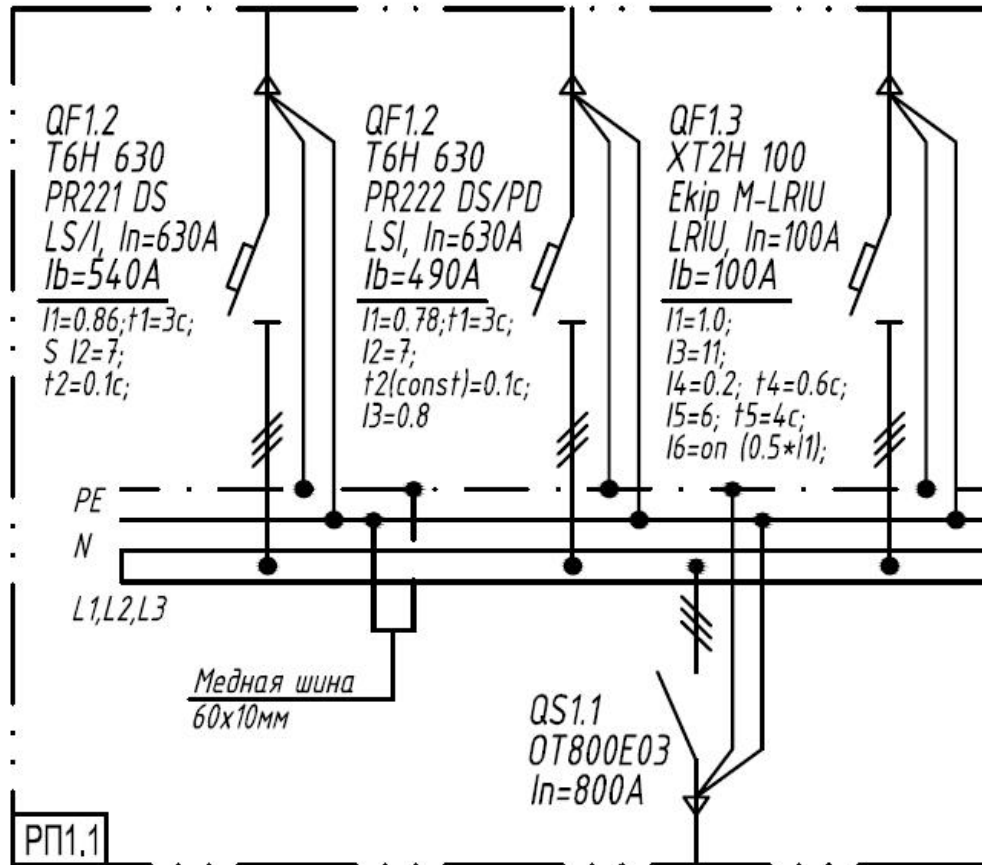 QF1.2
T6H 630
PR221 DS
LS/I, In=630A
Ib=540A
I1=0.86;t1=3c;
S I2=7;
t2=0.1c;
QF1.2
T6H 630
PR222 DS/PD
LSI, In=630A
Ib=490A
I1=0.78;t1=3c;
I2=7;
t2(const)=0.1c;
I3=0.8
QF1.3
XT2H 100
Ekip M-LRIU
LRIU, In=100A
Ib=100A
I1=1.0;
I3=11;
I4=0.2; t4=0.6c;
I5=6; t5=4c;
I6=on (0.5*I1);
PE
N
L1,L2,L3
Медная шина
60х10мм
QS1.1
OT800E03
In=800A
РП1.1